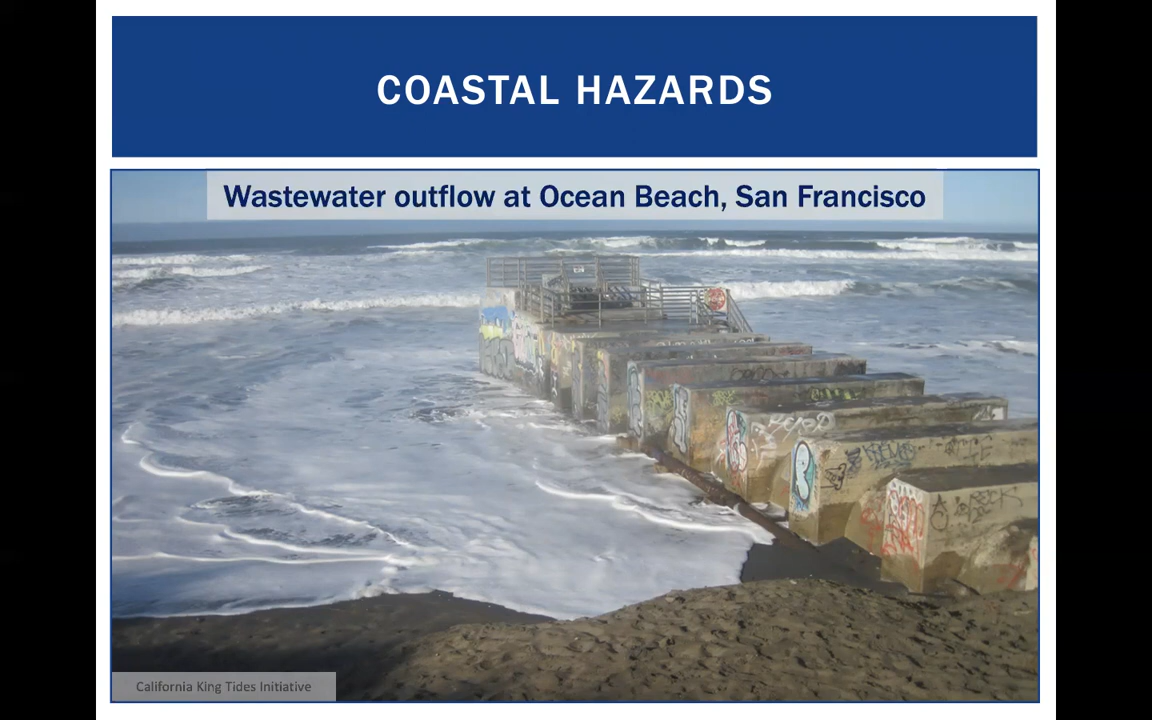 COASTAL HAZARDS
Wastewater outflow at Ocean Beach, San Francisco
California King Tides Initiative